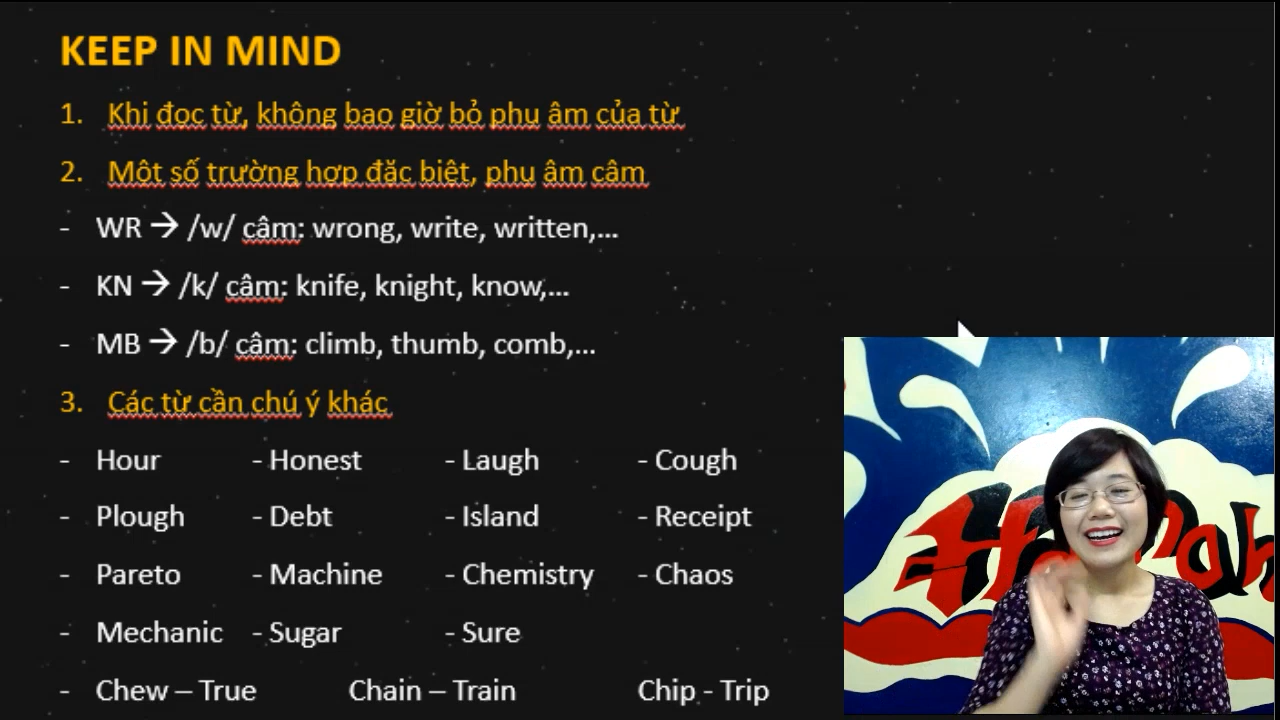 KEEP IN MIND
1. Khi đọc từ, không bao giờ bỏ phụ âm của từ
2. Một số trường hợp đặc biệt, phụ âm câm
- WR → /w/ câm: wrong, write, written,...
- KN → /k/ câm: knife, knight, know,...
- MB → /b/ câm: climb, thumb, comb,...
3. Các từ cần chú ý khác
- Hour - Honest - Laugh - Cough
- Plough - Debt - Island - Receipt
- Pareto - Machine - Chemistry - Chaos
- Mechanic - Sugar - Sure
- Chew – True Chain – Train Chip - Trip